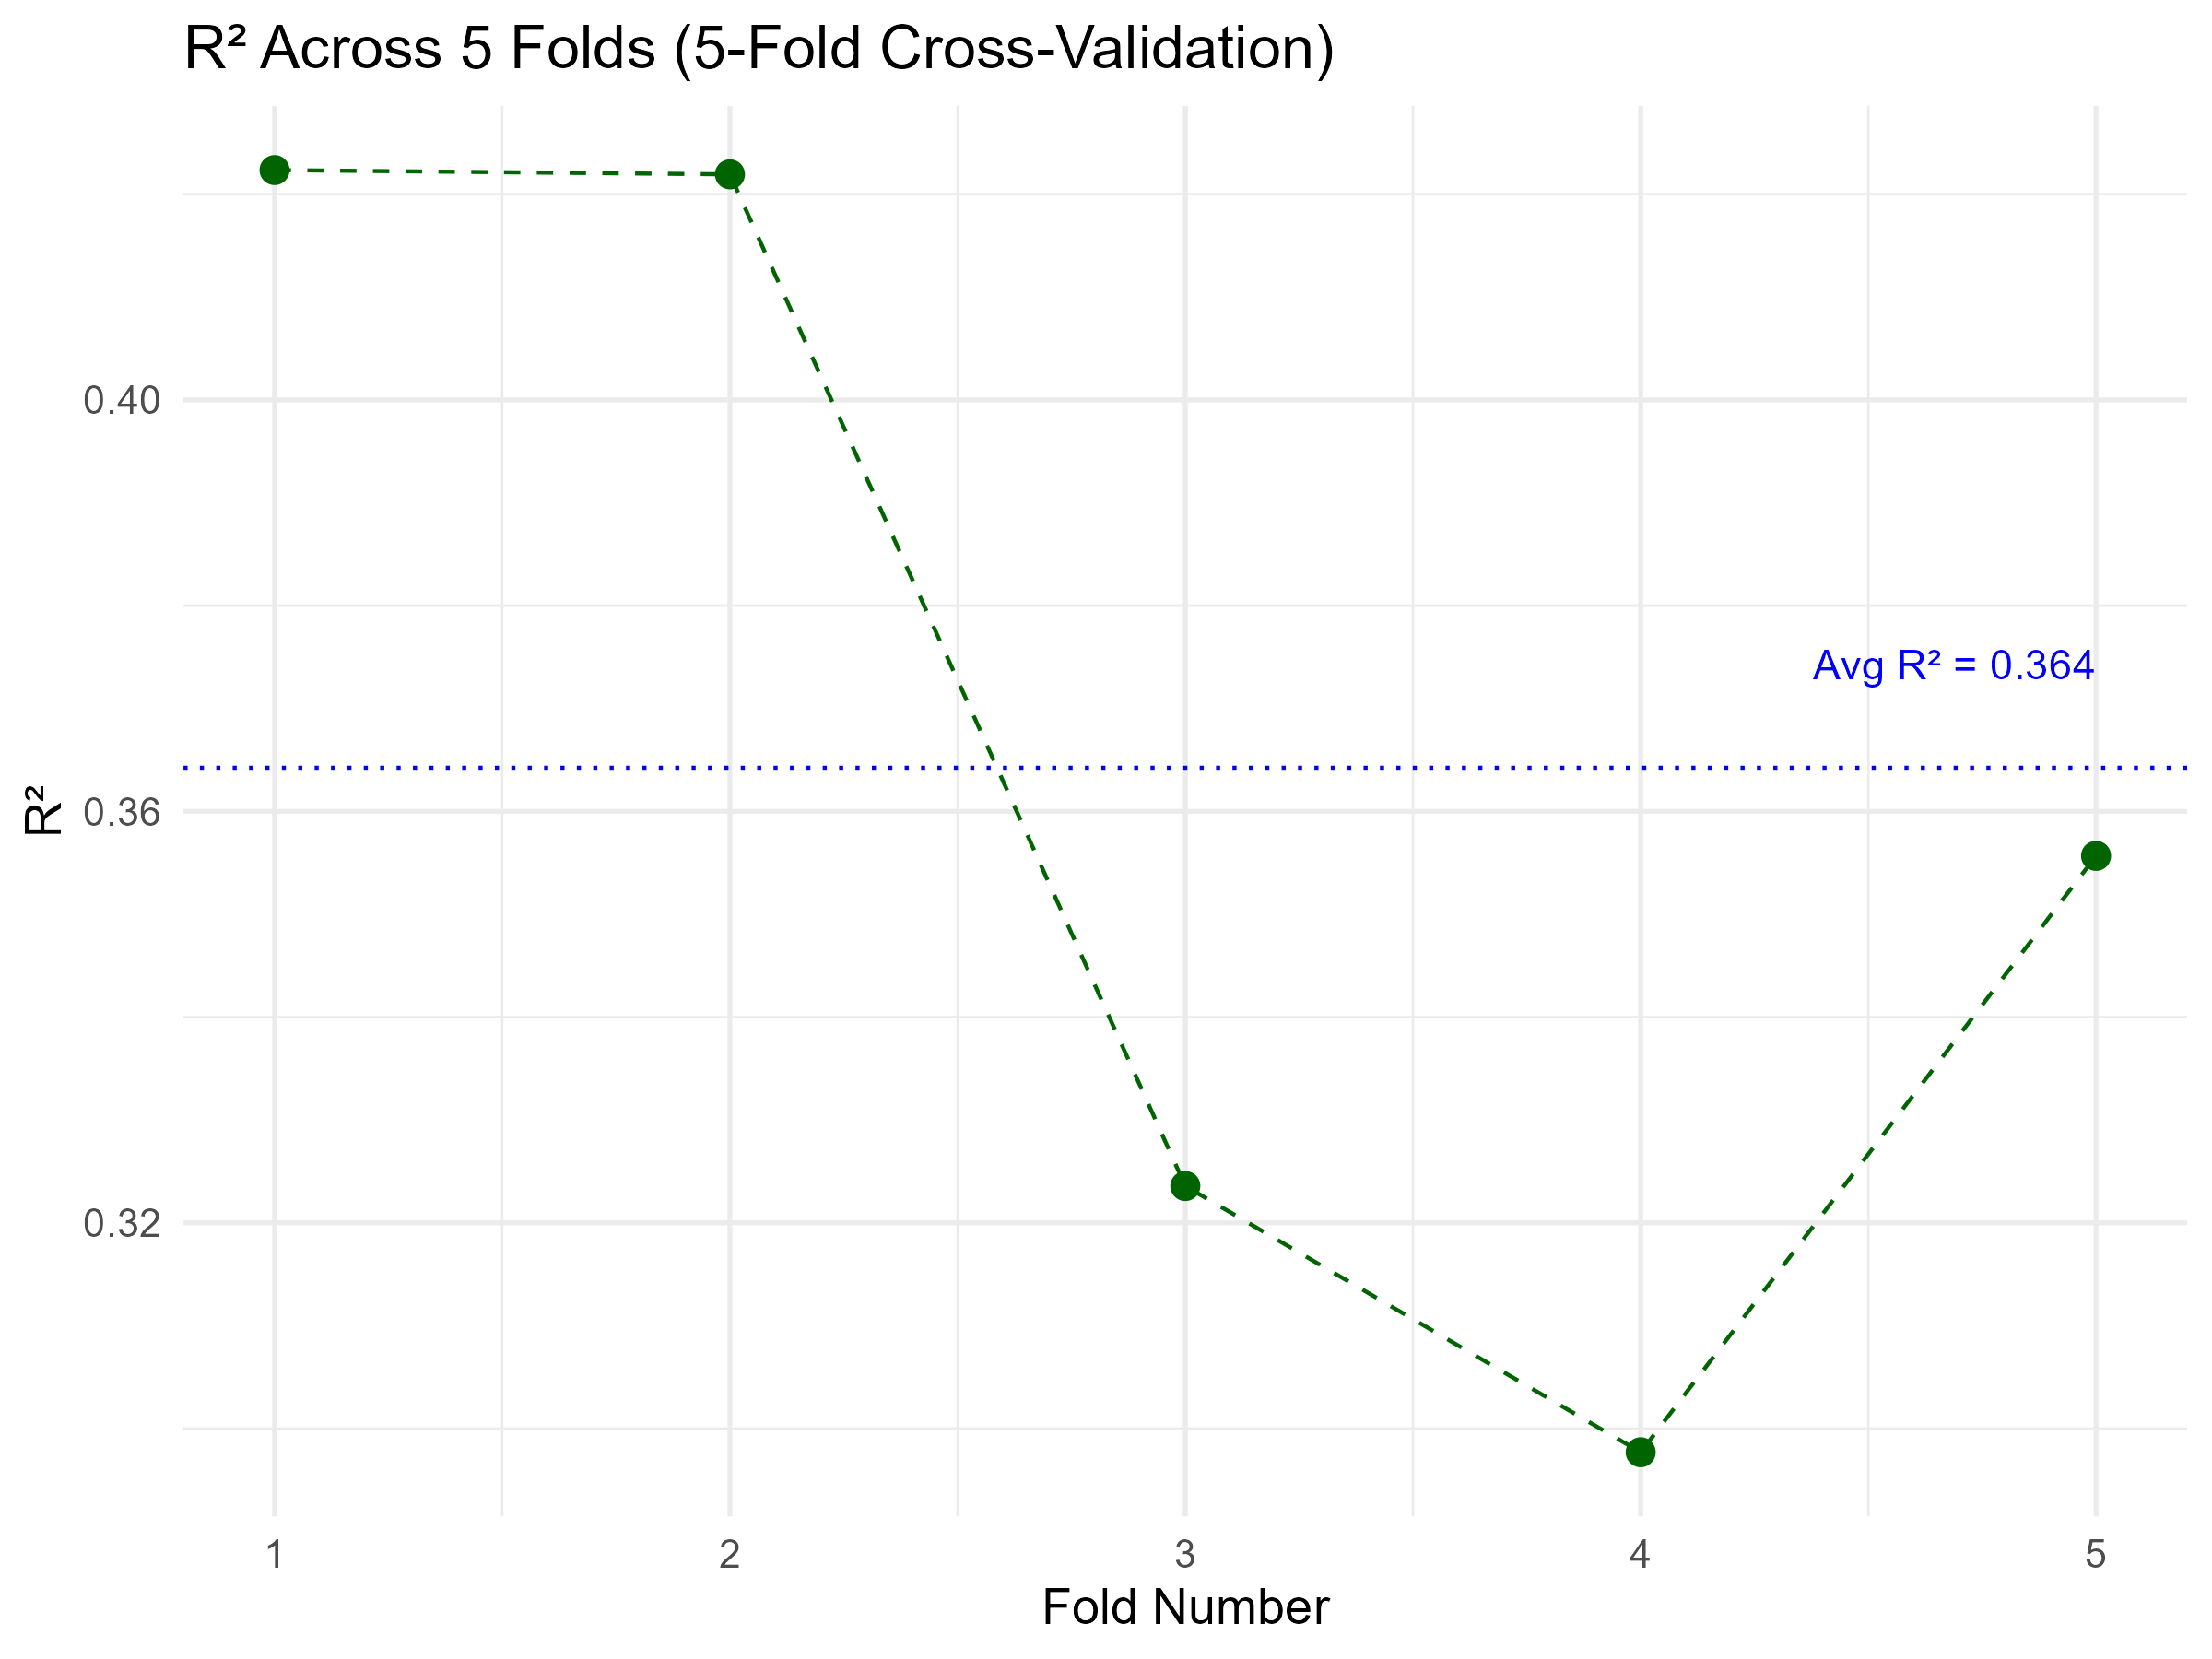 R² Across 5 Folds (5-Fold Cross-Validation)
0.40
Avg R² = 0.364
R²
0.36
0.32
1 2 3 4 5
Fold Number